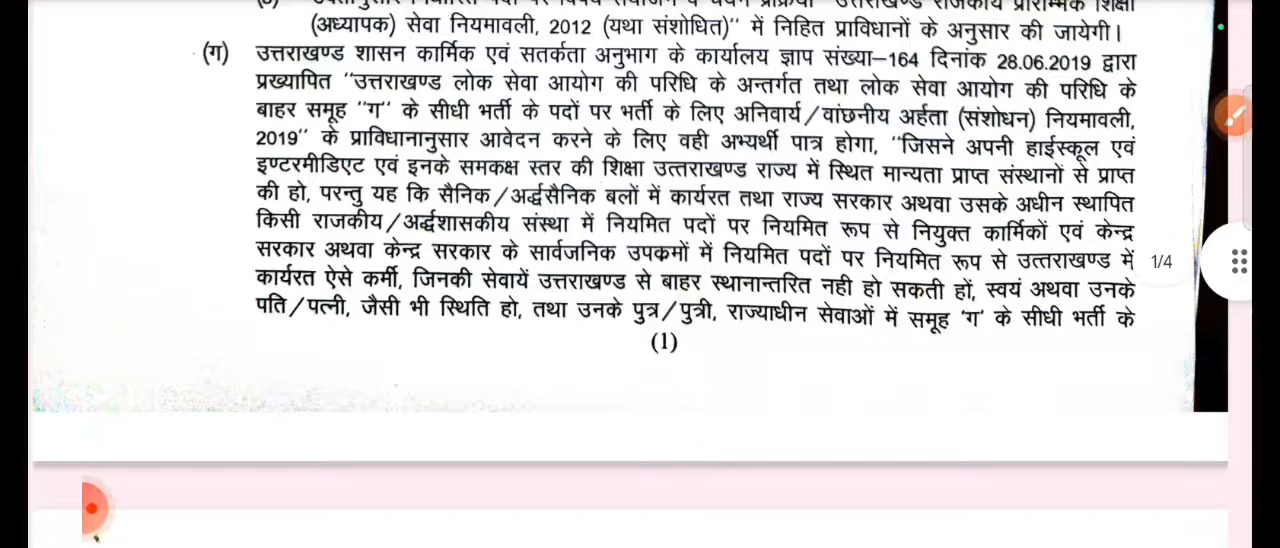 (अध्यापक) सेवा नियमावली, 2012 (यथा संशोधित)" में निहित प्राविधानों के अनुसार की जायेगी।
(ग) उत्तराखण्ड शासन कार्मिक एवं सतर्कता अनुभाग के कार्यालय ज्ञाप संख्या–164 दिनांक 28.06.2019 द्वारा
प्रख्यापित "उत्तराखण्ड लोक सेवा आयोग की परिधि के अन्तर्गत तथा लोक सेवा आयोग की परिधि के
बाहर समूह "ग" के सीधी भर्ती के पदों पर भर्ती के लिए अनिवार्य/वांछनीय अर्हता (संशोधन) नियमावली,
2019" के प्राविधानानुसार आवेदन करने के लिए वही अभ्यर्थी पात्र होगा, "जिसने अपनी हाईस्कूल एवं
इण्टरमीडिएट एवं इनके समकक्ष स्तर की शिक्षा उत्तराखण्ड राज्य में स्थित मान्यता प्राप्त संस्थानों से प्राप्त
की हो, परन्तु यह कि सैनिक/अर्द्धसैनिक बलों में कार्यरत तथा राज्य सरकार अथवा उसके अधीन स्थापित
किसी राजकीय/अर्द्धशासकीय संस्था में नियमित पदों पर नियमित रूप से नियुक्त कार्मिकों एवं केन्द्र
सरकार अथवा केन्द्र सरकार के सार्वजनिक उपक्रमों में नियमित पदों पर नियमित रूप से उत्तराखण्ड में
कार्यरत ऐसे कर्मी, जिनकी सेवायें उत्तराखण्ड से बाहर स्थानान्तरित नही हो सकती हों, स्वयं अथवा उनके
पति/पत्नी, जैसी भी स्थिति हो, तथा उनके पुत्र/पुत्री, राज्याधीन सेवाओं में समूह 'ग' के सीधी भर्ती के
(1)
1/4